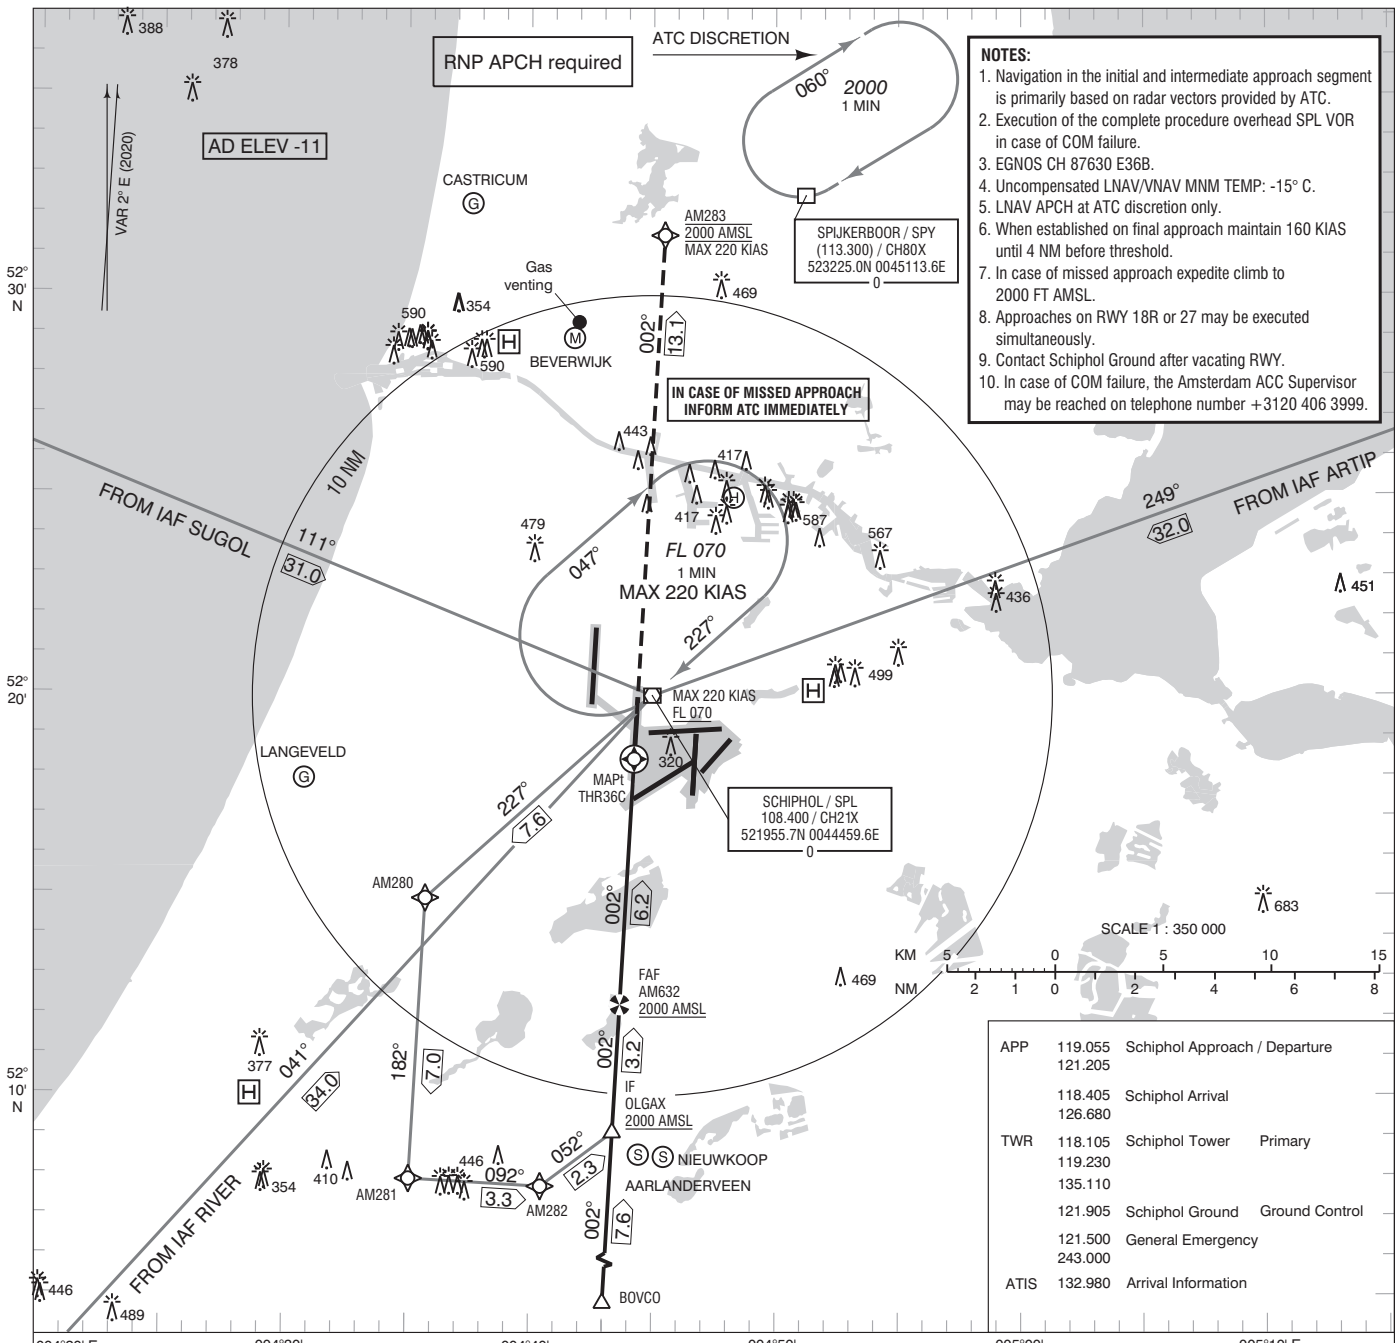 388
378
RNP APCH required
ATC DISCRETION
060°
2000
1 MIN
NOTES:
1. Navigation in the initial and intermediate approach segment
is primarily based on radar vectors provided by ATC.
2. Execution of the complete procedure overhead SPL VOR
in case of COM failure.
3. EGNOS CH 87630 E36B.
4. Uncompensated LNAV/VNAV MNM TEMP: -15° C.
5. LNAV APCH at ATC discretion only.
6. When established on final approach maintain 160 KIAS
until 4 NM before threshold.
7. In case of missed approach expedite climb to
2000 FT AMSL.
8. Approaches on RWY 18R or 27 may be executed
simultaneously.
9. Contact Schiphol Ground after vacating RWY.
10. In case of COM failure, the Amsterdam ACC Supervisor
may be reached on telephone number +3120 406 3999.
AD ELEV -11
VAR 2° E (2020)
CASTRICUM
G
AM283
2000 AMSL
MAX 220 KIAS
SPIJKERBOOR / SPY
(113.300) / CH80X
523225.0N 0045113.6E
0
52°
30'
N
Gas
venting
469
354
590
H
590
M
BEVERWIJK
002°
13.1
IN CASE OF MISSED APPROACH
INFORM ATC IMMEDIATELY
443
417
H
417
587
567
479
10 NM
FROM IAF SUGOL
111°
31.0
047°
FL 070
1 MIN
MAX 220 KIAS
227°
249°
32.0
FROM IAF ARTIP
436
451
499
H
52°
20'
MAX 220 KIAS
FL 070
320
LANGEVELD
G
MAPt
THR36C
SCHIPHOL / SPL
108.400 / CH21X
521955.7N 0044459.6E
0
227°
7.6
AM280
002°
6.2
683
SCALE 1 : 350 000
KM 5 0 5 10 15
NM 2 1 0 2 4 6 8
469
FAF
AM632
2000 AMSL
377
H
52°
10'
N
041°
34.0
182°
7.0
002°
3.2
IF
OLGAX
2000 AMSL
APP 119.055 Schiphol Approach / Departure
121.205
118.405 Schiphol Arrival
126.680
TWR 118.105 Schiphol Tower Primary
119.230
135.110
121.905 Schiphol Ground Ground Control
121.500 General Emergency
243.000
ATIS 132.980 Arrival Information
S S NIEUWKOOP
AARLANDERVEEN
354
410
446
092°
3.3
052°
2.3
AM281
AM282
FROM IAF RIVER
002°
7.6
BOVCO
446
489